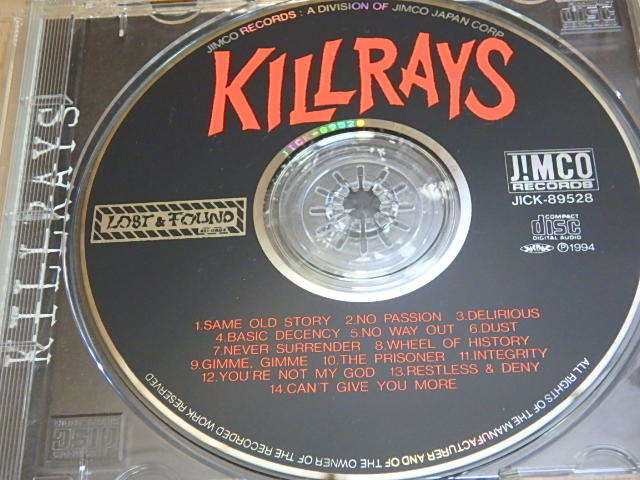 JIMCO RECORDS : A DIVISION OF JIMCO JAPAN CORP.
KILLRAYS
KILLRAYS
LOST & FOUND
RECORDS
J!MCO
RECORDS
JICK-89528
COMPACT
disc
DIGITAL AUDIO
Ⓟ1994
1.SAME OLD STORY 2.NO PASSION 3.DELIRIOUS
4.BASIC DECENCY 5.NO WAY OUT 6.DUST
7.NEVER SURRENDER 8.WHEEL OF HISTORY
9.GIMME, GIMME 10.THE PRISONER 11.INTEGRITY
12.YOU'RE NOT MY GOD 13.RESTLESS & DENY
14.CAN'T GIVE YOU MORE
ALL RIGHTS OF THE MANUFACTURER AND OF THE OWNER OF THE RECORDED WORK RESERVED